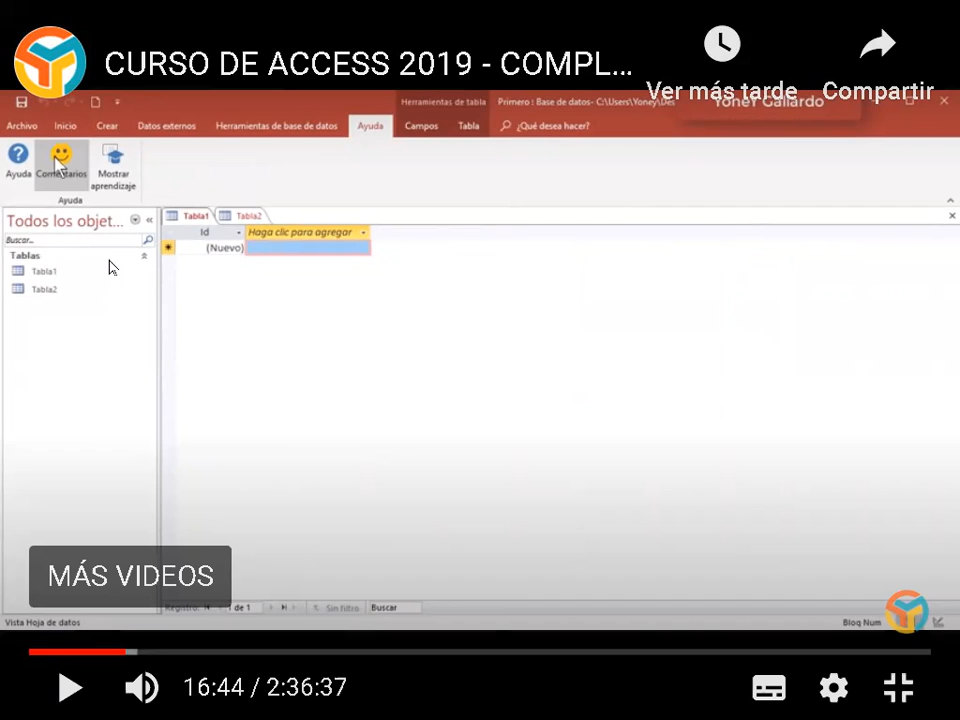 CURSO DE ACCESS 2019 - COMPL...
Ver más tarde
Compartir
Herramientas de tabla
Primero : Base de datos- C:\Users\Yoney\Des
Yoney Gallardo
Archivo Inicio Crear Datos externos Herramientas de base de datos Ayuda Campos Tabla ¿Qué desea hacer?
Ayuda Comentarios Mostrar aprendizaje
Ayuda
Todos los objet...
Tabla1 Tabla2
Buscar...
Id Haga clic para agregar
(Nuevo)
Tablas
Tabla1
Tabla2
MÁS VIDEOS
Registro: 1 de 1 Sin filtro Buscar
Vista Hoja de datos
Bloq Num
16:44 / 2:36:37